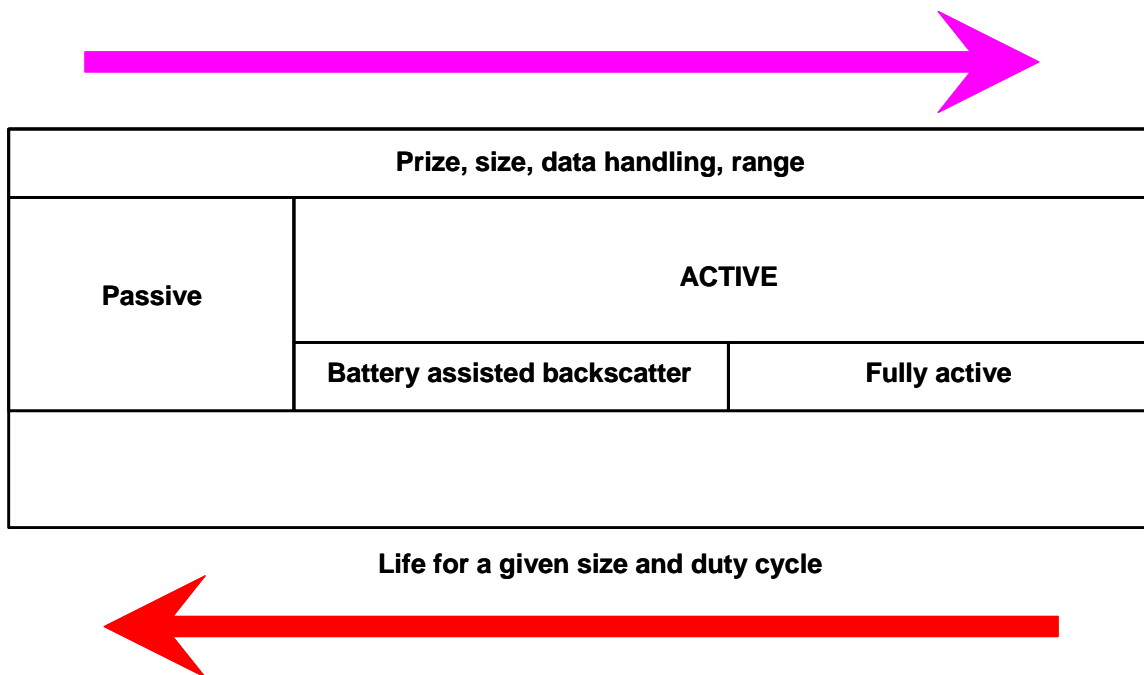 Prize, size, data handling, range
Passive
ACTIVE
Battery assisted backscatter
Fully active
Life for a given size and duty cycle